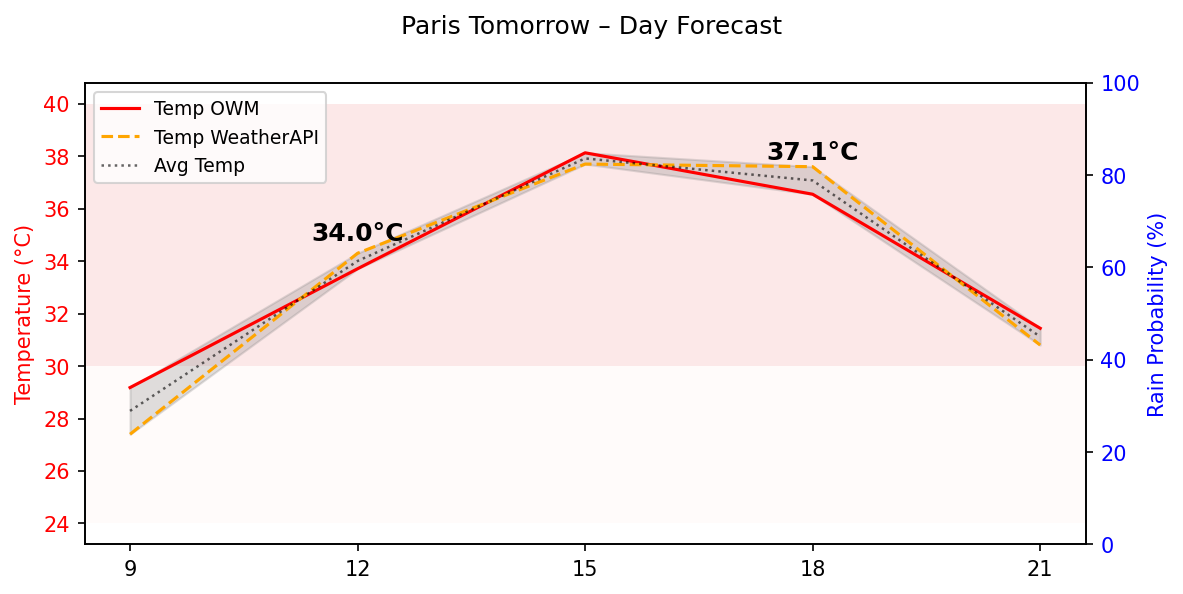 Paris Tomorrow – Day Forecast
Temp OWM
Temp WeatherAPI
Avg Temp
34.0°C
37.1°C
Temperature (°C)
40
38
36
34
32
30
28
26
24
Rain Probability (%)
100
80
60
40
20
0
9
12
15
18
21